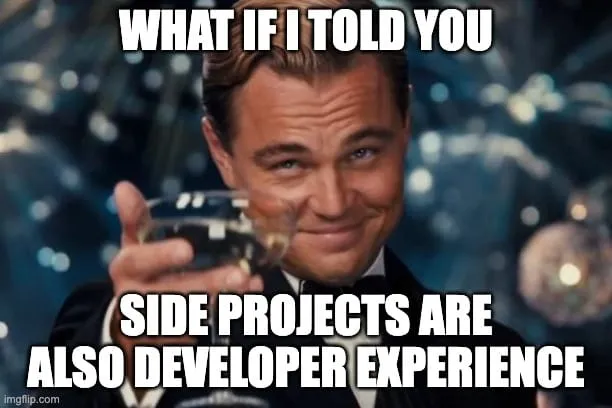 WHAT IF I TOLD YOU
SIDE PROJECTS ARE
ALSO DEVELOPER EXPERIENCE
imgflip.com